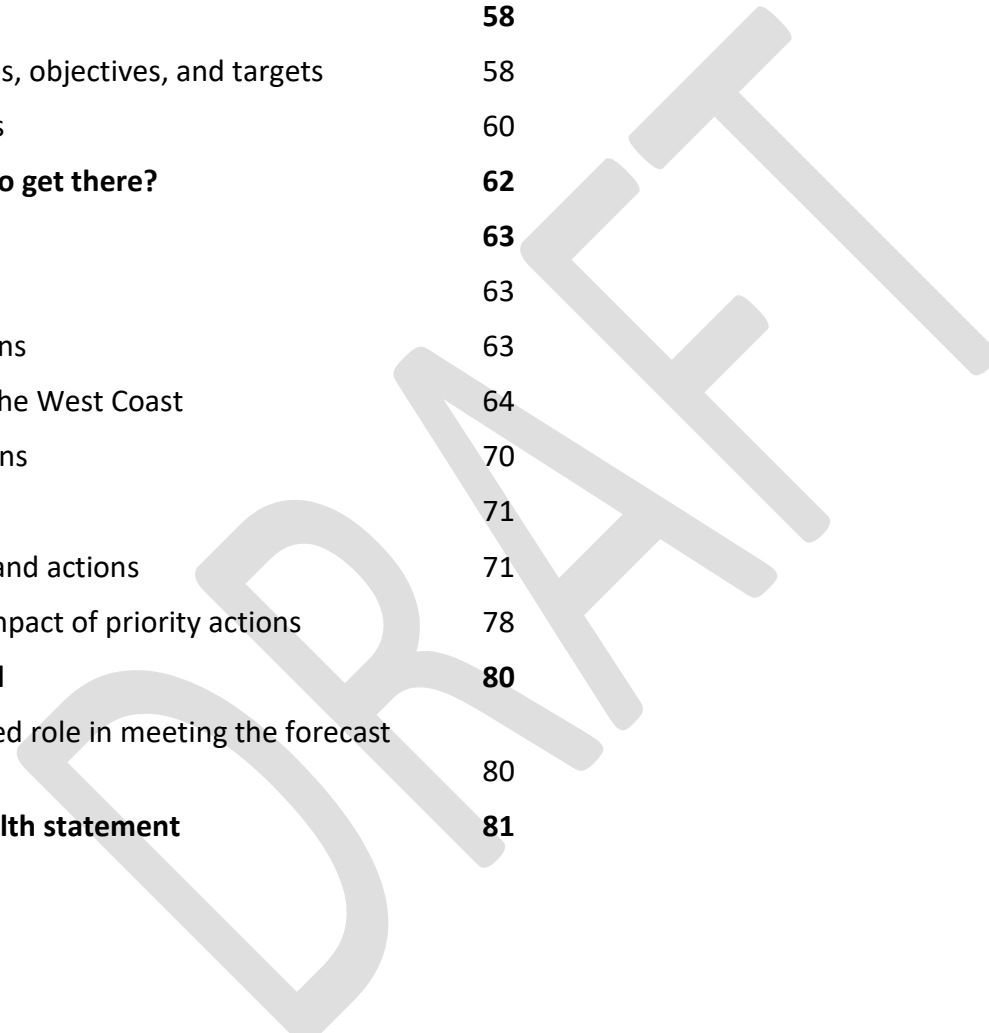 58
s, objectives, and targets 58
s 60
o get there? 62
63
63
ns 63
he West Coast 64
ns 70
71
and actions 71
npact of priority actions 78
l 80
ed role in meeting the forecast
80
lth statement 81
DRAFT